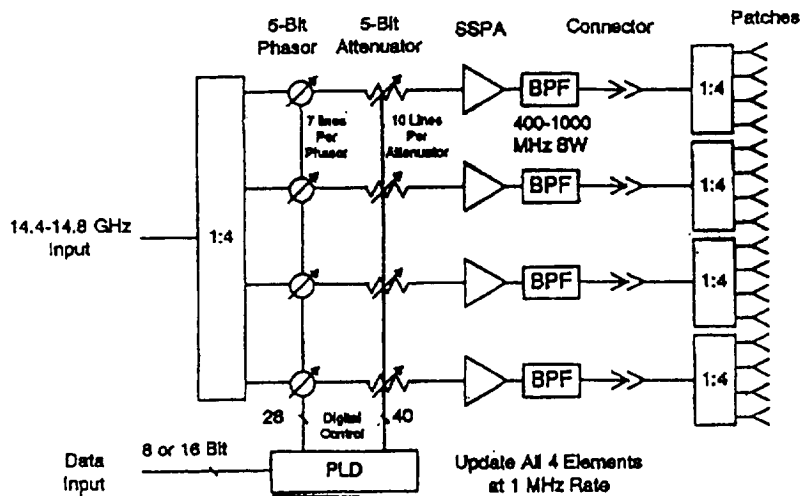 5-Bit Phasor
5-Bit Attenuator
SSPA
Connector
Patches
BPF
1:4
7 lines Per Phasor
10 Lines Per Attenuator
400-1000 MHz BW
BPF
1:4
14.4-14.8 GHz Input
1:4
BPF
1:4
BPF
1:4
28
Digital Control
40
8 or 16 Bit
Data Input
PLD
Update All 4 Elements at 1 MHz Rate